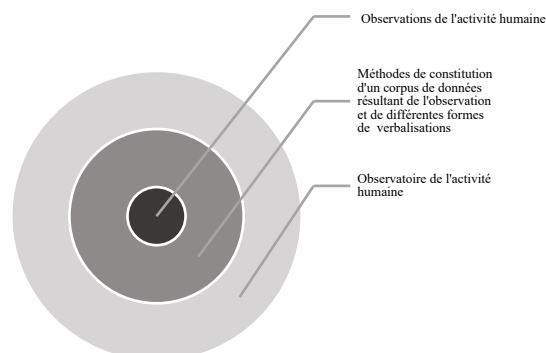 Observations de l'activité humaine
Méthodes de constitution
d'un corpus de données
résultant de l'observation
et de différentes formes
de verbalisations
Observatoire de l'activité
humaine